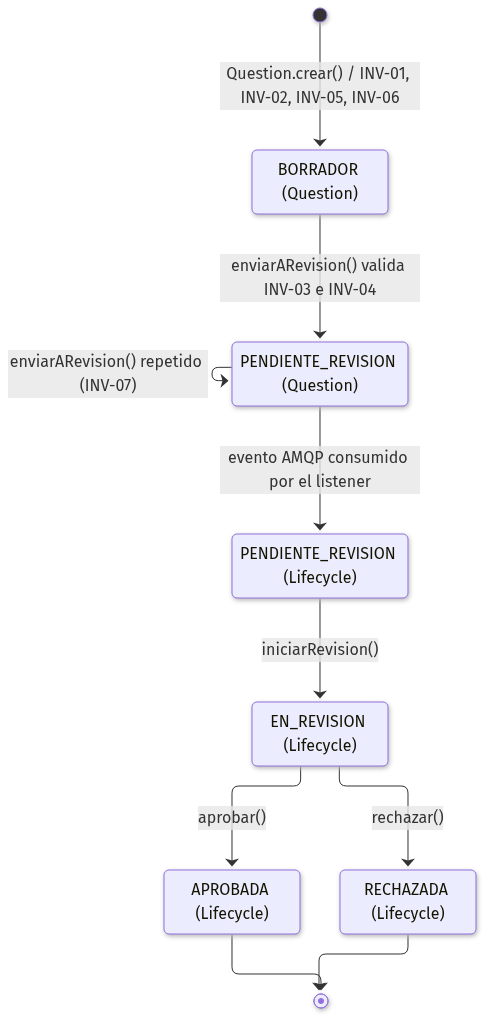 Question.crear() / INV-01,
INV-02, INV-05, INV-06
BORRADOR
(Question)
enviarARevision() valida
INV-03 e INV-04
enviarARevision() repetido
(INV-07)
PENDIENTE_REVISION
(Question)
evento AMQP consumido
por el listener
PENDIENTE_REVISION
(Lifecycle)
iniciarRevision()
EN_REVISION
(Lifecycle)
aprobar()
rechazar()
APROBADA
(Lifecycle)
RECHAZADA
(Lifecycle)